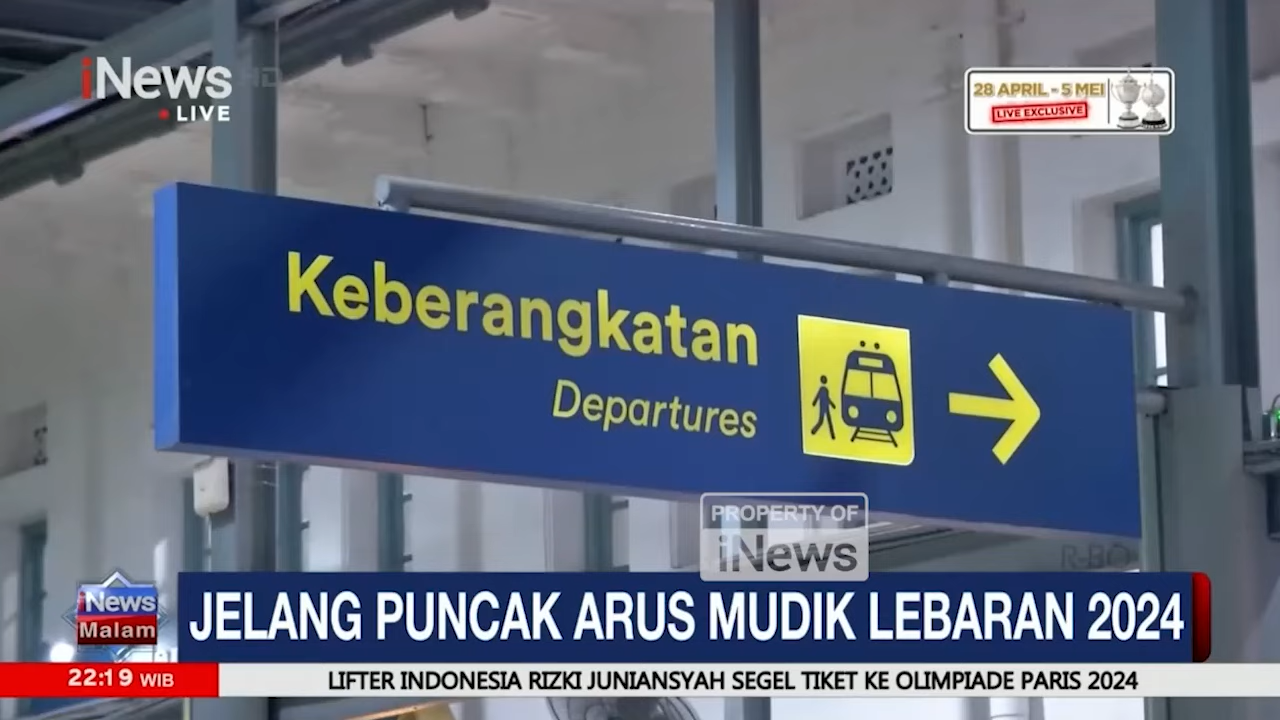 iNews HD
LIVE
28 APRIL - 5 MEI
LIVE EXCLUSIVE
Keberangkatan
Departures
PROPERTY OF
iNews
iNews
Malam
JELANG PUNCAK ARUS MUDIK LEBARAN 2024
22:19 WIB
LIFTER INDONESIA RIZKI JUNIANSYAH SEGEL TIKET KE OLIMPIADE PARIS 2024